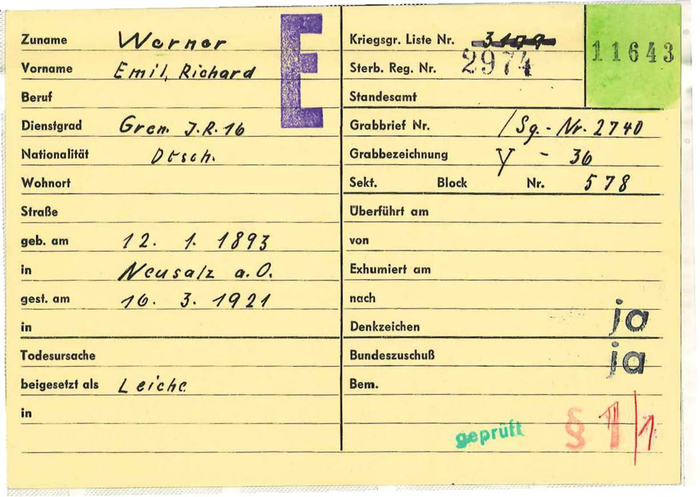 Zuname Werner
Vorname Emil, Richard
Beruf
Dienstgrad Gren. J.R. 16
Nationalität Dtsch.
Wohnort
Straße
geb. am 12. 1. 1893
in Neusalz a.O.
gest. am 16. 3. 1921
in
Todesursache
beigesetzt als Leiche
in
E
Kriegsgr. Liste Nr.
Sterb. Reg. Nr. 2974
Standesamt
11643
Grabbrief Nr. /Sg.-Nr. 2740
Grabbezeichnung Y - 36
Sekt. Block Nr. 578
Überführt am
von
Exhumiert am
nach
Denkzeichen ja
Bundeszuschuß ja
Bem.
geprüft § 1/1